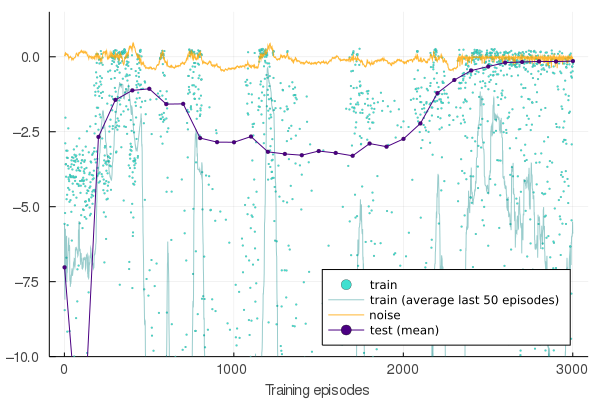 0.0
−2.5
−5.0
−7.5
−10.0
train
train (average last 50 episodes)
noise
test (mean)
0 1000 2000 3000
Training episodes